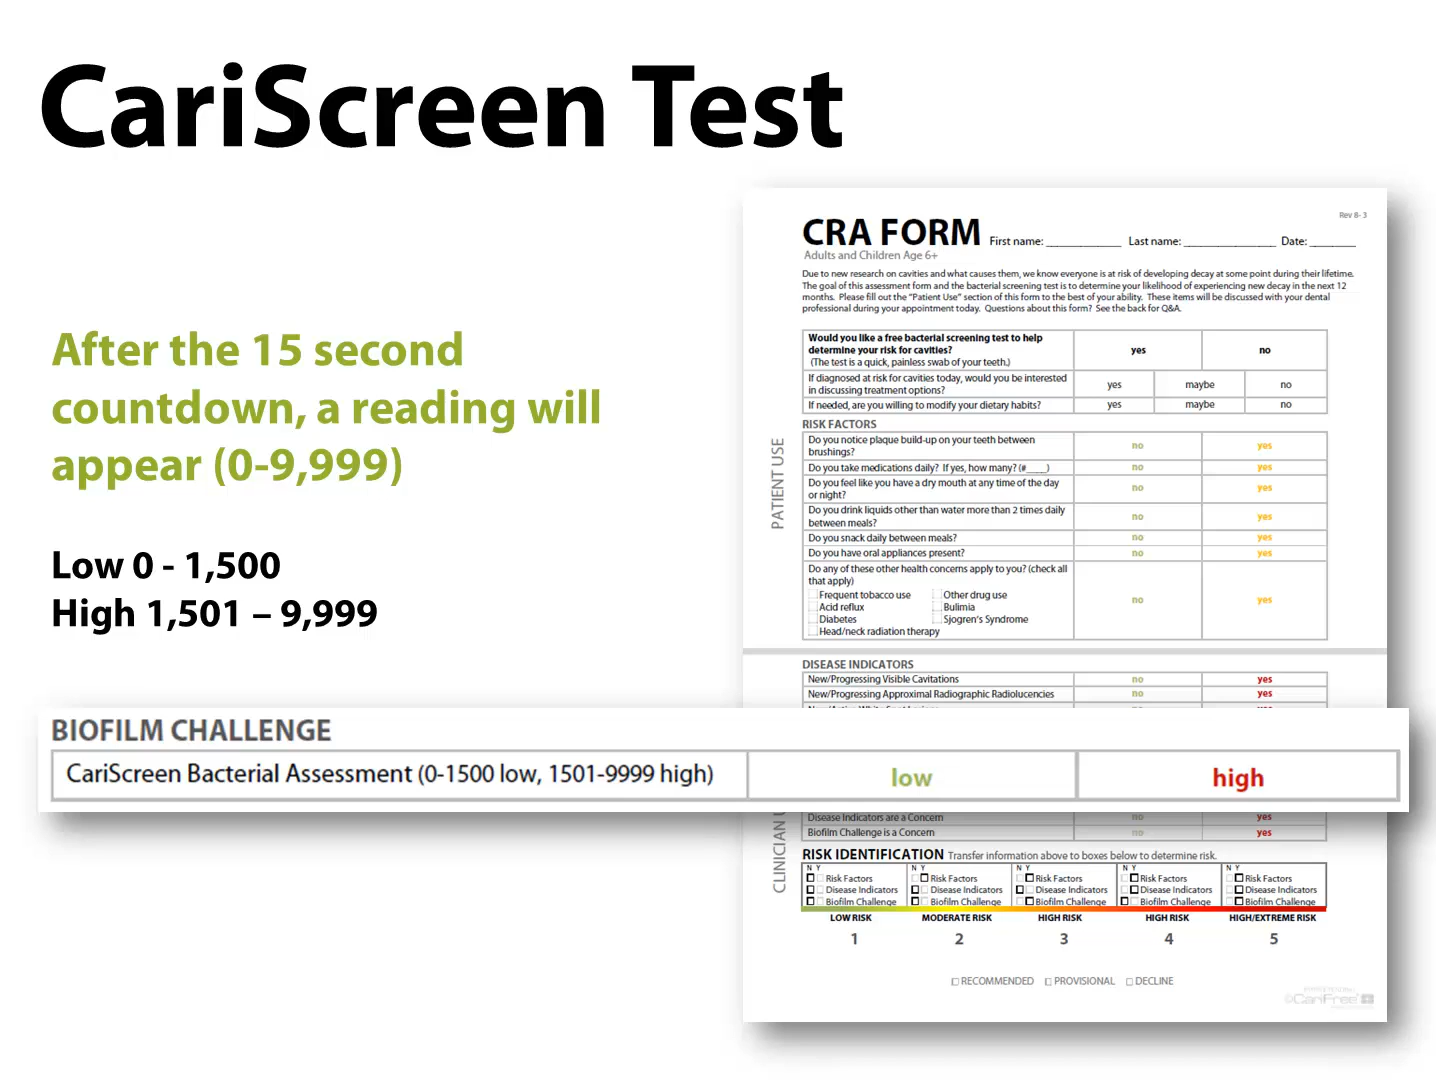 CariScreen Test
After the 15 second
countdown, a reading will
appear (0-9,999)
Low 0 - 1,500
High 1,501 – 9,999
Rev 8- 3
CRA FORM First name: ____________ Last name: ____________ Date: ________
Adults and Children Age 6+
Due to new research on cavities and what causes them, we know everyone is at risk of developing decay at some point during their lifetime.
The goal of this assessment form and the bacterial screening test is to determine your likelihood of experiencing new decay in the next 12
months. Please fill out the "Patient Use" section of this form to the best of your ability. These items will be discussed with your dental
professional during your appointment today. Questions about this form? See the back for Q&A.
PATIENT USE
Would you like a free bacterial screening test to help
determine your risk for cavities? yes no
(The test is a quick, painless swab of your teeth.)
If diagnosed at risk for cavities today, would you be interested
in discussing treatment options? yes maybe no
If needed, are you willing to modify your dietary habits? yes maybe no
RISK FACTORS
Do you notice plaque build-up on your teeth between
brushings? no yes
Do you take medications daily? If yes, how many? (#____) no yes
Do you feel like you have a dry mouth at any time of the day
or night? no yes
Do you drink liquids other than water more than 2 times daily
between meals? no yes
Do you snack daily between meals? no yes
Do you have oral appliances present? no yes
Do any of these other health concerns apply to you? (check all
that apply) no yes
Frequent tobacco use Other drug use
Acid reflux Bulimia
Diabetes Sjogren's Syndrome
Head/neck radiation therapy
DISEASE INDICATORS
New/Progressing Visible Cavitations no yes
New/Progressing Approximal Radiographic Radiolucencies no yes
BIOFILM CHALLENGE
CariScreen Bacterial Assessment (0-1500 low, 1501-9999 high) low high
CLINICIAN
Disease Indicators are a Concern no yes
Biofilm Challenge is a Concern no yes
RISK IDENTIFICATION Transfer information above to boxes below to determine risk.
N Y N Y N Y N Y N Y
Risk Factors Risk Factors Risk Factors Risk Factors Risk Factors
Disease Indicators Disease Indicators Disease Indicators Disease Indicators Disease Indicators
Biofilm Challenge Biofilm Challenge Biofilm Challenge Biofilm Challenge Biofilm Challenge
LOW RISK MODERATE RISK HIGH RISK HIGH RISK HIGH/EXTREME RISK
1 2 3 4 5
RECOMMENDED PROVISIONAL DECLINE
©CariFree